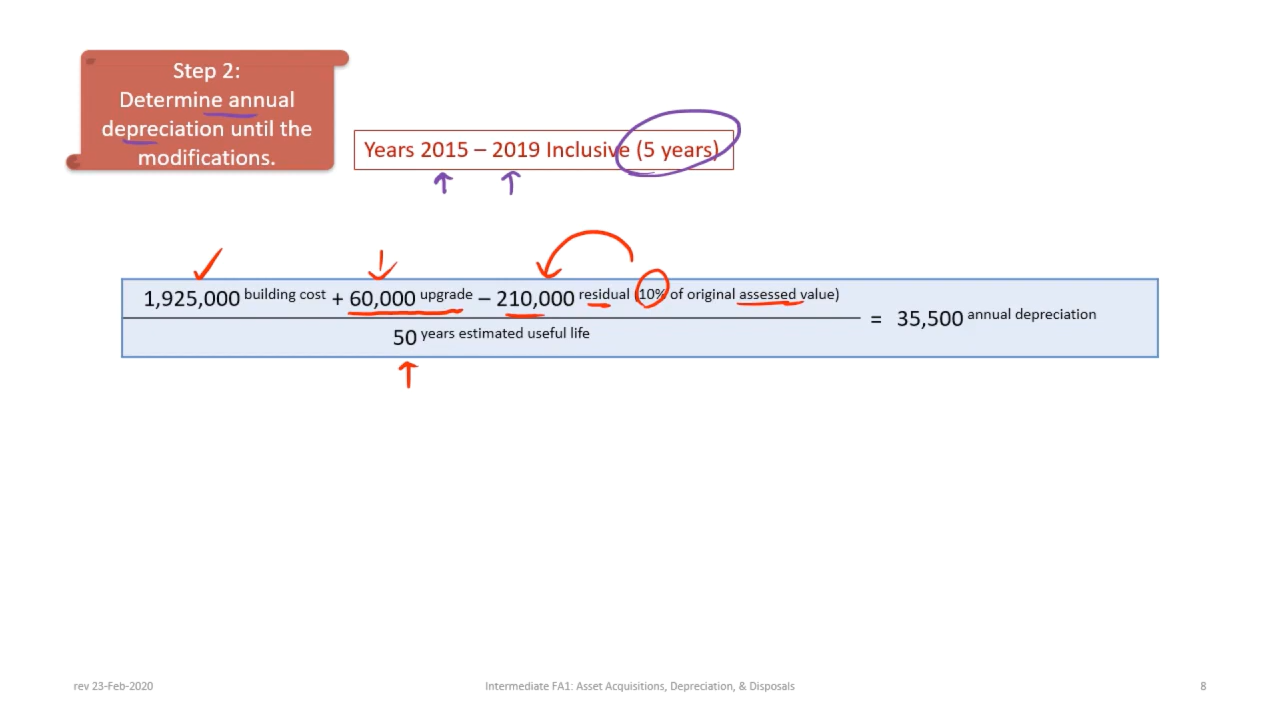 Step 2:
Determine annual
depreciation until the
modifications.
Years 2015 – 2019 Inclusive (5 years)
1,925,000 building cost + 60,000 upgrade – 210,000 residual (10% of original assessed value)
50 years estimated useful life
= 35,500 annual depreciation
rev 23-Feb-2020
Intermediate FA1: Asset Acquisitions, Depreciation, & Disposals
8